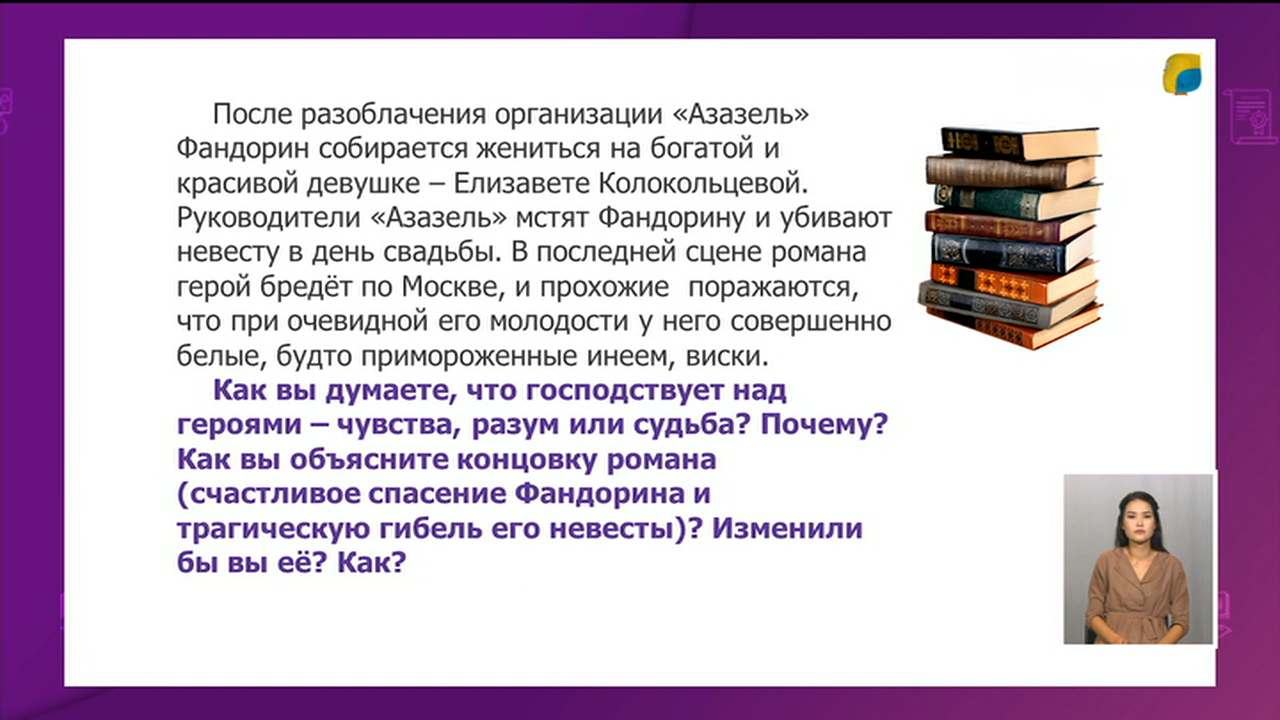 После разоблачения организации «Азазель»
Фандорин собирается жениться на богатой и
красивой девушке – Елизавете Колокольцевой.
Руководители «Азазель» мстят Фандорину и убивают
невесту в день свадьбы. В последней сцене романа
герой бредёт по Москве, и прохожие  поражаются,
что при очевидной его молодости у него совершенно
белые, будто примороженные инеем, виски.
Как вы думаете, что господствует над
героями – чувства, разум или судьба? Почему?
Как вы объясните концовку романа
(счастливое спасение Фандорина и
трагическую гибель его невесты)? Изменили
бы вы её? Как?